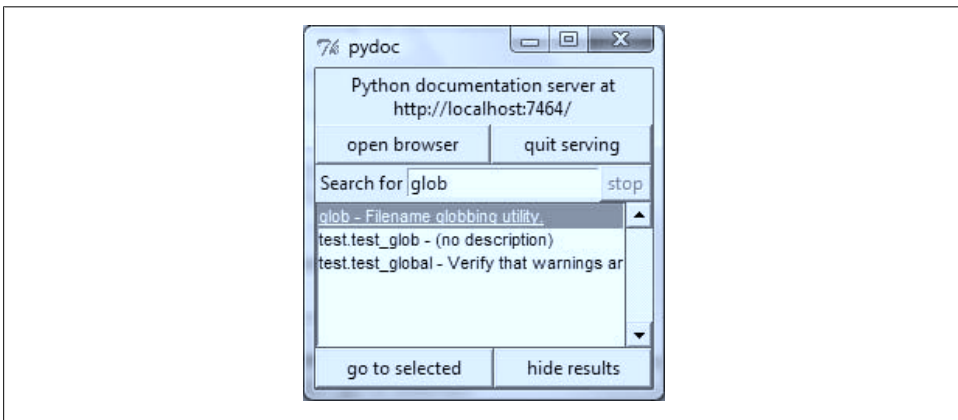 pydoc
Python documentation server at
http://localhost:7464/
open browser
quit serving
Search for glob
stop
glob - Filename globbing utility.
test.test_glob - (no description)
test.test_global - Verify that warnings ar
go to selected
hide results